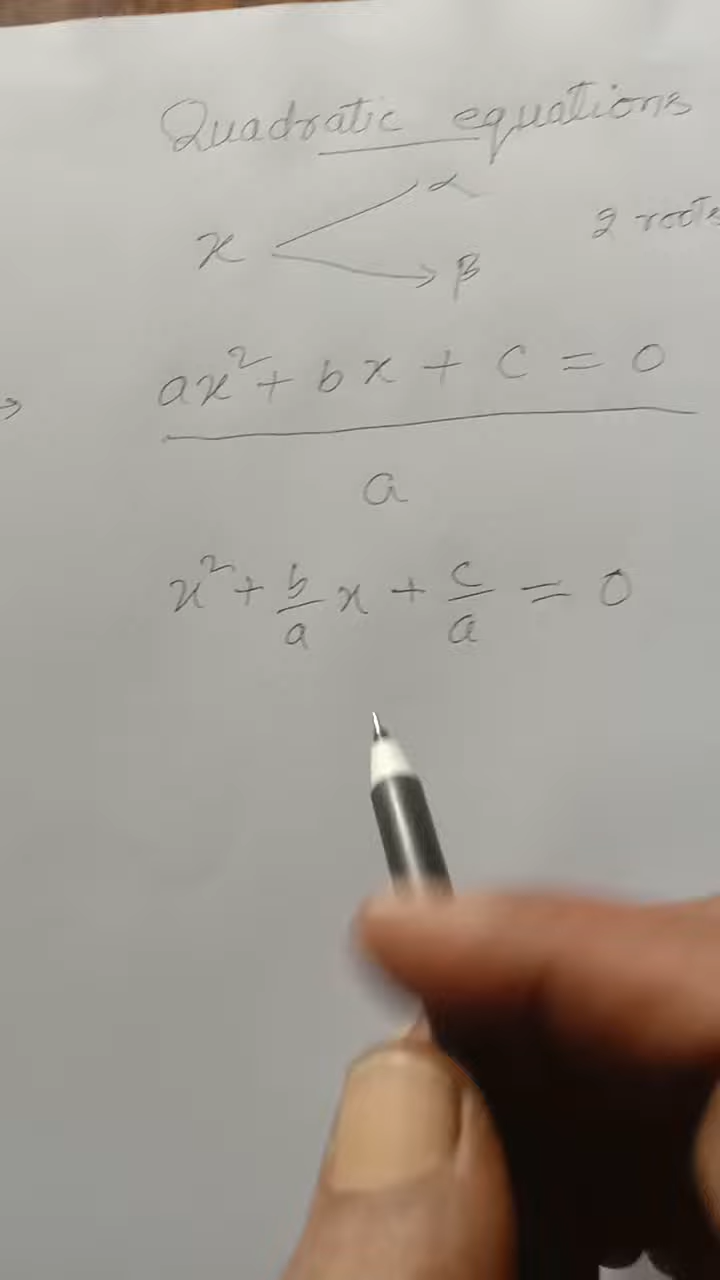 Quadratic equations
α
x 2 roots
β
ax² + bx + c = 0
a
x² + b/a x + c/a = 0